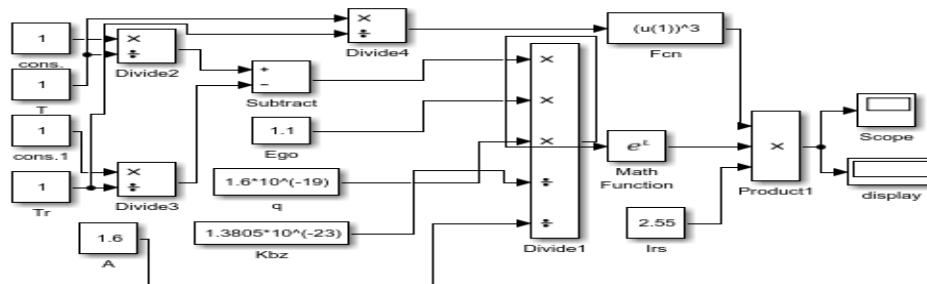 1
cons.
1
T
1
cons.1
1
Tr
1.6
A
×
÷
Divide2
×
÷
Divide3
+
−
Subtract
1.1
Ego
1.6*10^(-19)
q
1.3805*10^(-23)
Kbz
×
÷
Divide4
×
×
×
÷
÷
Divide1
(u(1))^3
Fcn
Math
Function
2.55
Irs
×
Product1
Scope
display